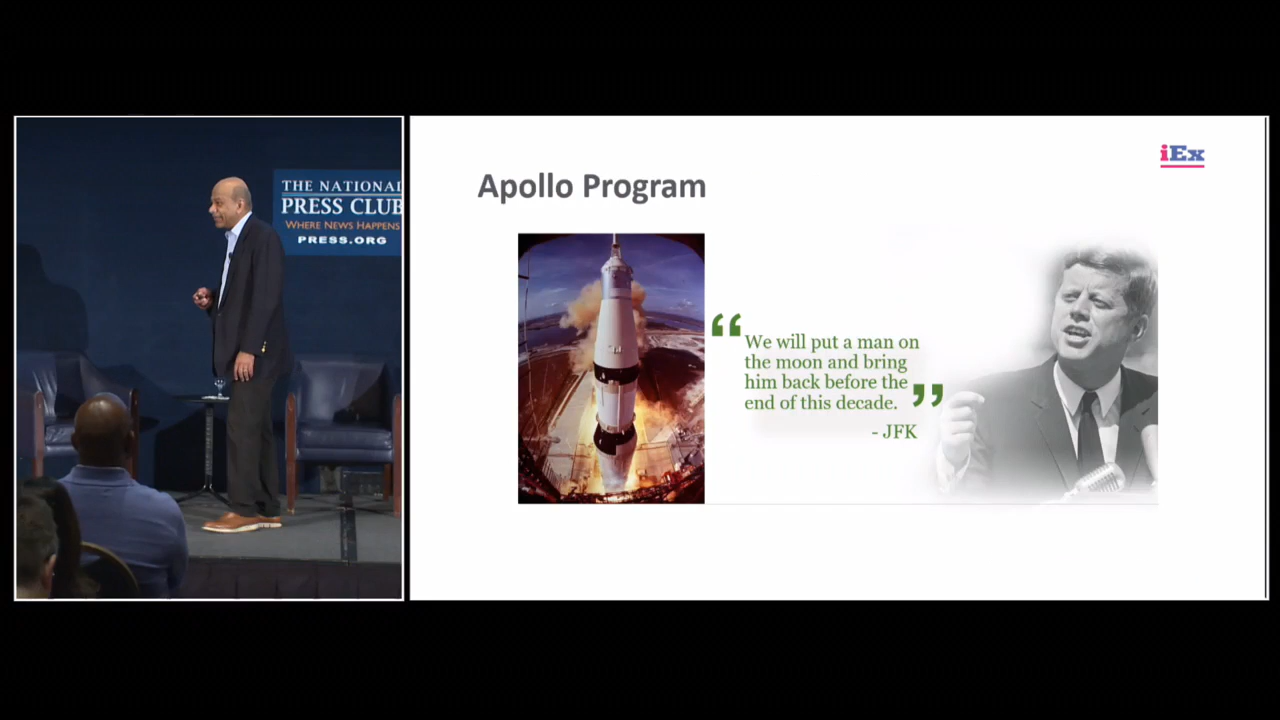 THE NATIONAL
PRESS CLUB
WHERE NEWS HAPPENS
PRESS.ORG
iEx
Apollo Program
“We will put a man on
the moon and bring
him back before the
end of this decade.”
- JFK